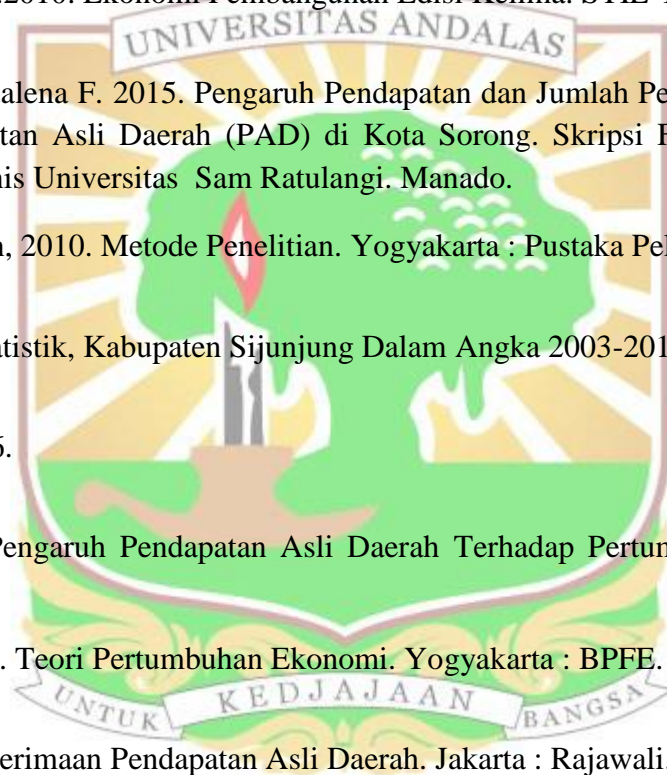 .2010. Ekonomi Pembangunan Edisi Kelima.
UNIVERSITAS ANDALAS
alena F. 2015. Pengaruh Pendapatan dan Jumlah Pe
tan Asli Daerah (PAD) di Kota Sorong. Skripsi F
nis Universitas Sam Ratulangi. Manado.
n, 2010. Metode Penelitian. Yogyakarta : Pustaka Pel
atistik, Kabupaten Sijunjung Dalam Angka 2003-201
6.
Pengaruh Pendapatan Asli Daerah Terhadap Pertum
. Teori Pertumbuhan Ekonomi. Yogyakarta : BPFE.
UNTUK KEDJAJAAN BANGSA
erimaan Pendapatan Asli Daerah. Jakarta : Rajawali.